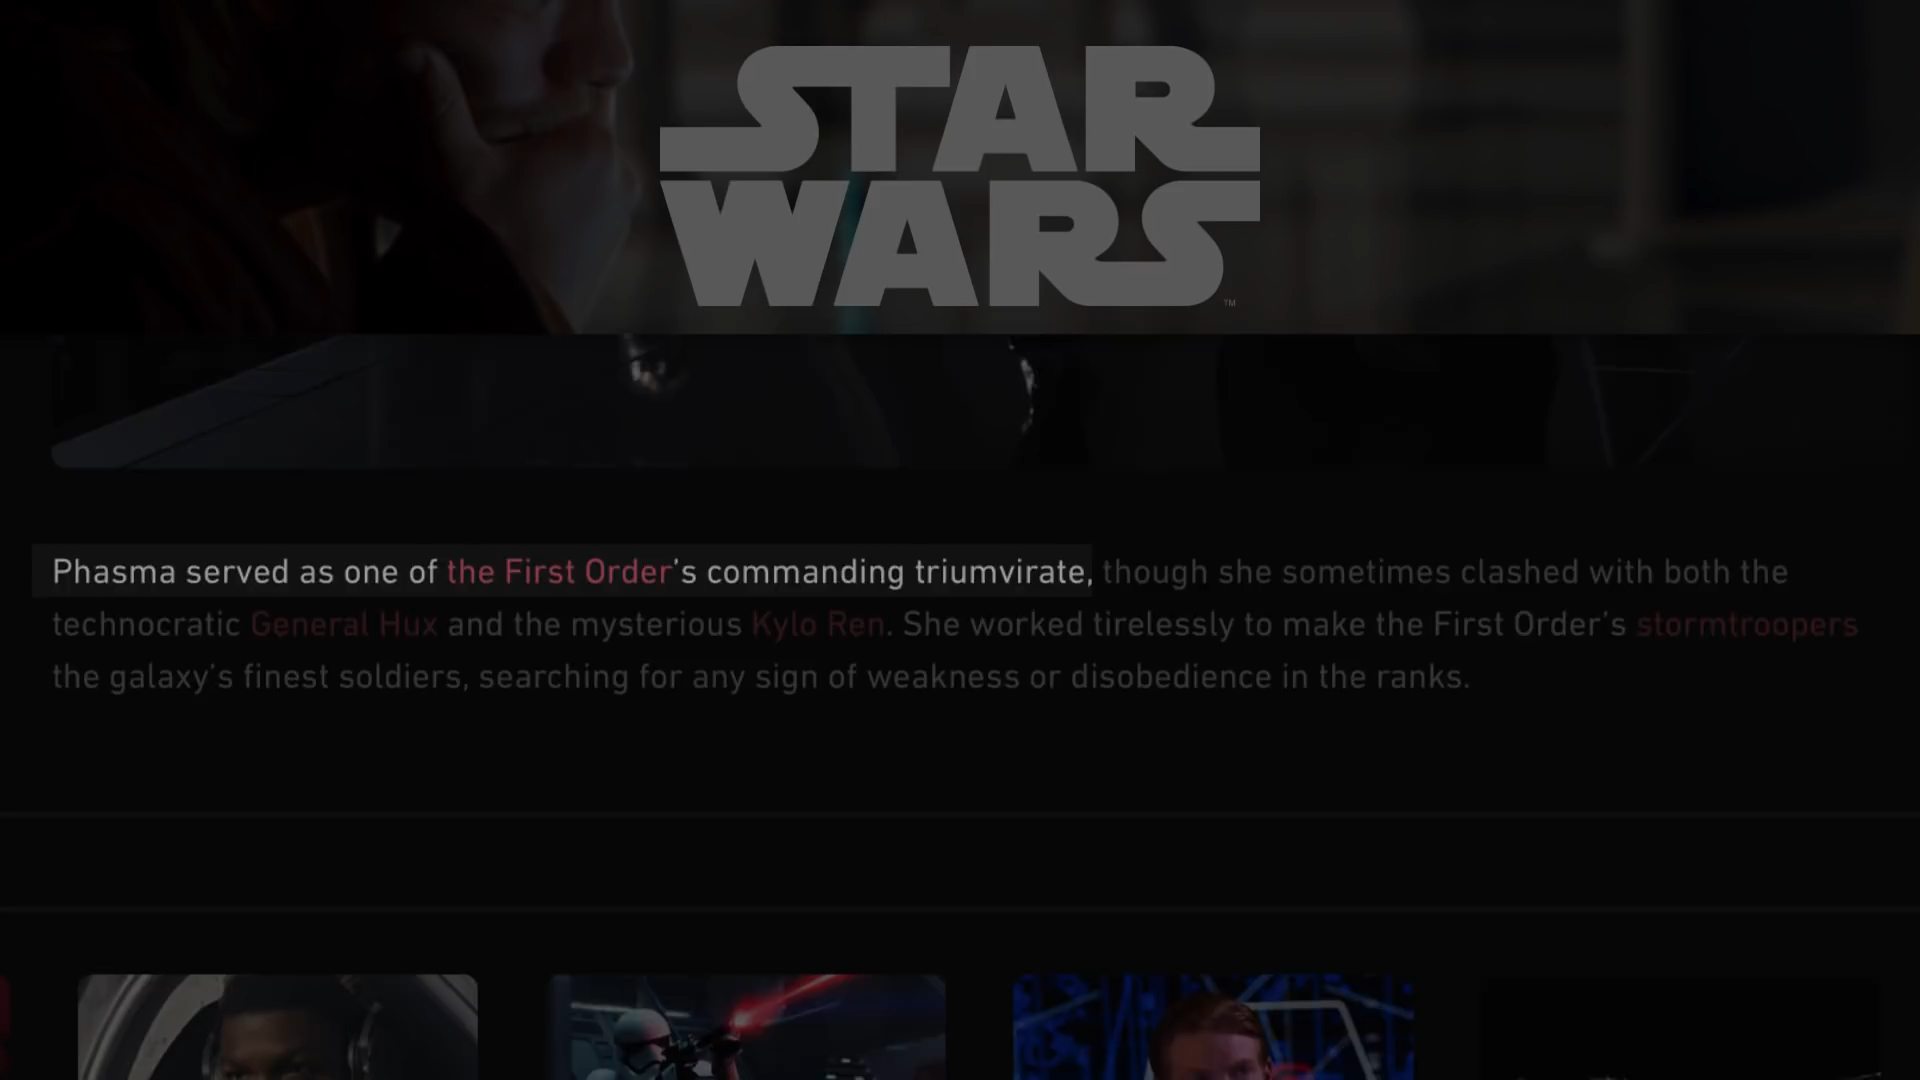 STAR
WARS
TM
Phasma served as one of the First Order's commanding triumvirate, though she sometimes clashed with both the
technocratic General Hux and the mysterious Kylo Ren. She worked tirelessly to make the First Order's stormtroopers
the galaxy's finest soldiers, searching for any sign of weakness or disobedience in the ranks.